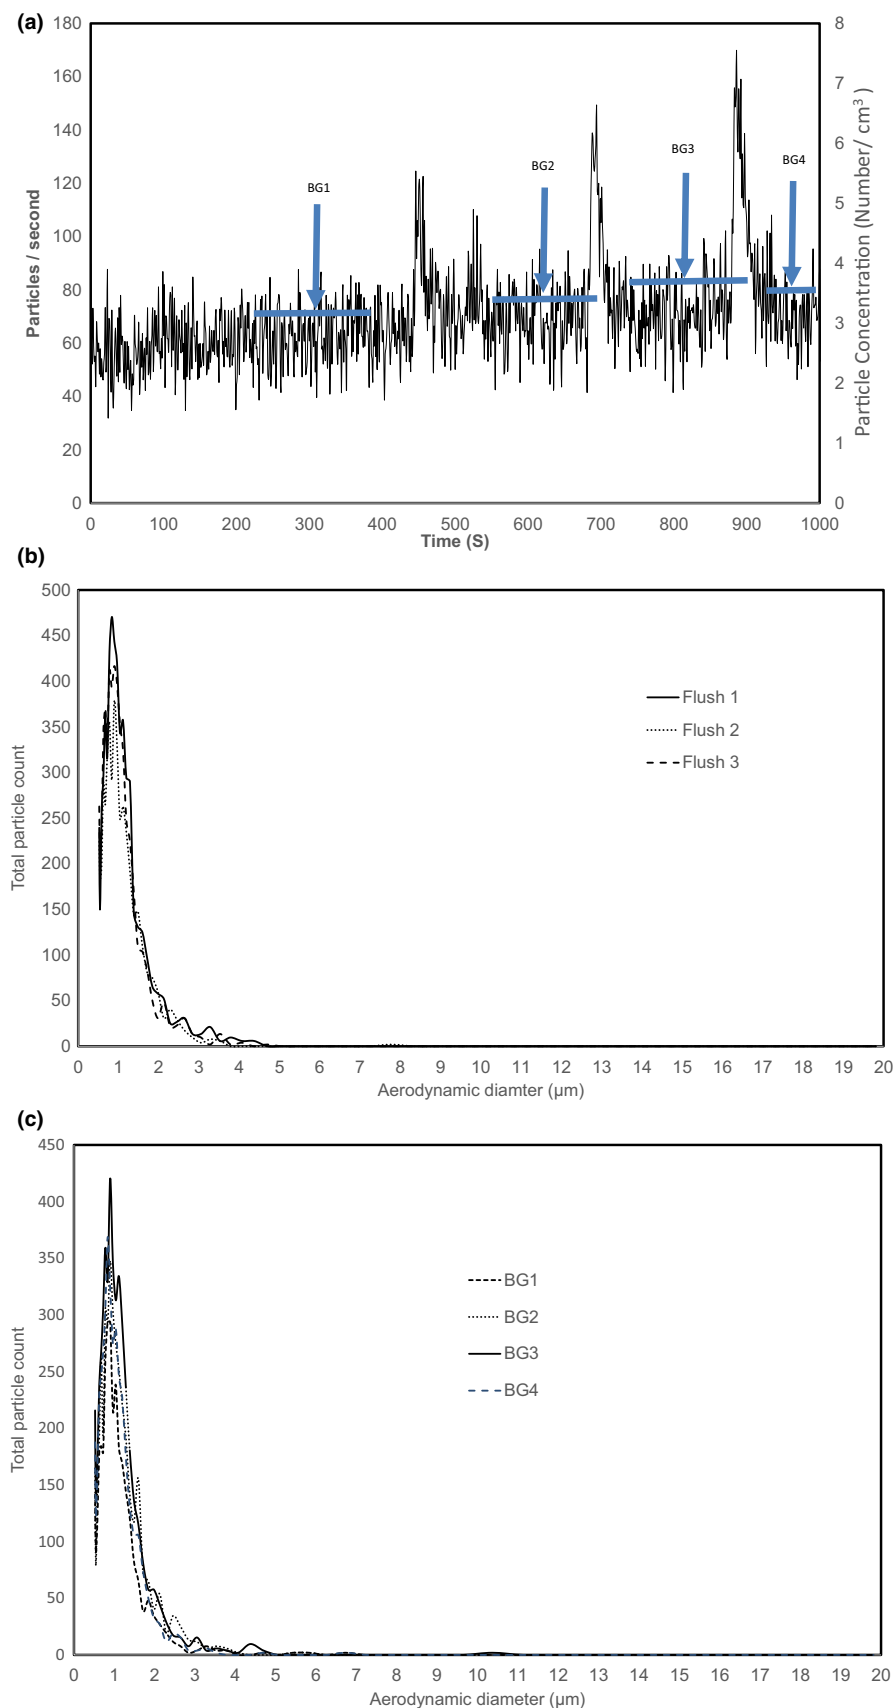 (a)
180
160
140
120
100
80
60
40
20
0
Particles / second
BG1
BG2
BG3
BG4
8
7
6
5
4
3
2
1
0
Particle Concentration (Number/ cm³ )
0 100 200 300 400 500 600 700 800 900 1000
Time (S)
(b)
500
450
400
350
300
250
200
150
100
50
0
Total particle count
Flush 1
Flush 2
Flush 3
0 1 2 3 4 5 6 7 8 9 10 11 12 13 14 15 16 17 18 19 20
Aerodynamic diamter (µm)
(c)
450
400
350
300
250
200
150
100
50
0
Total particle count
BG1
BG2
BG3
BG4
0 1 2 3 4 5 6 7 8 9 10 11 12 13 14 15 16 17 18 19 20
Aerodynamic diameter (µm)